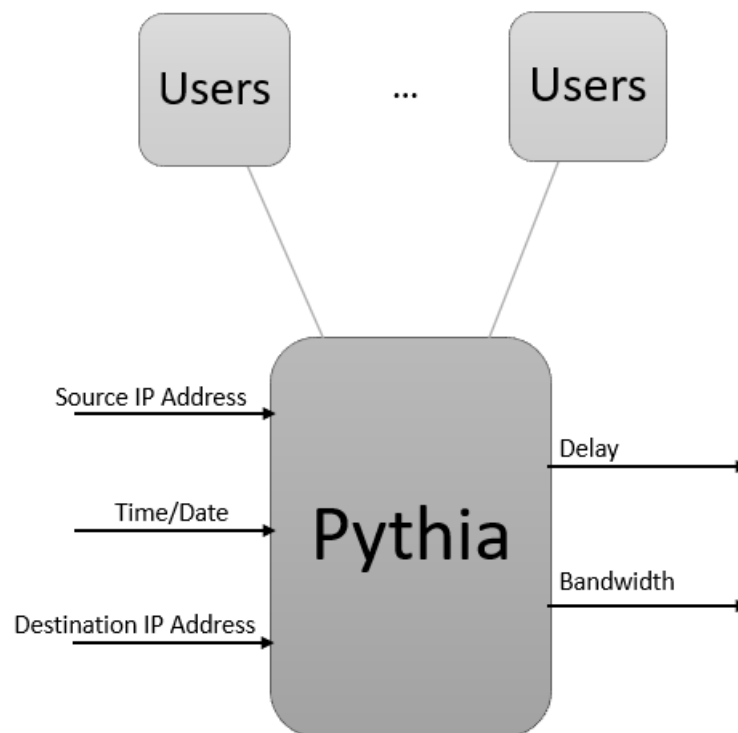 Users
...
Users
Source IP Address
Delay
Time/Date
Pythia
Bandwidth
Destination IP Address